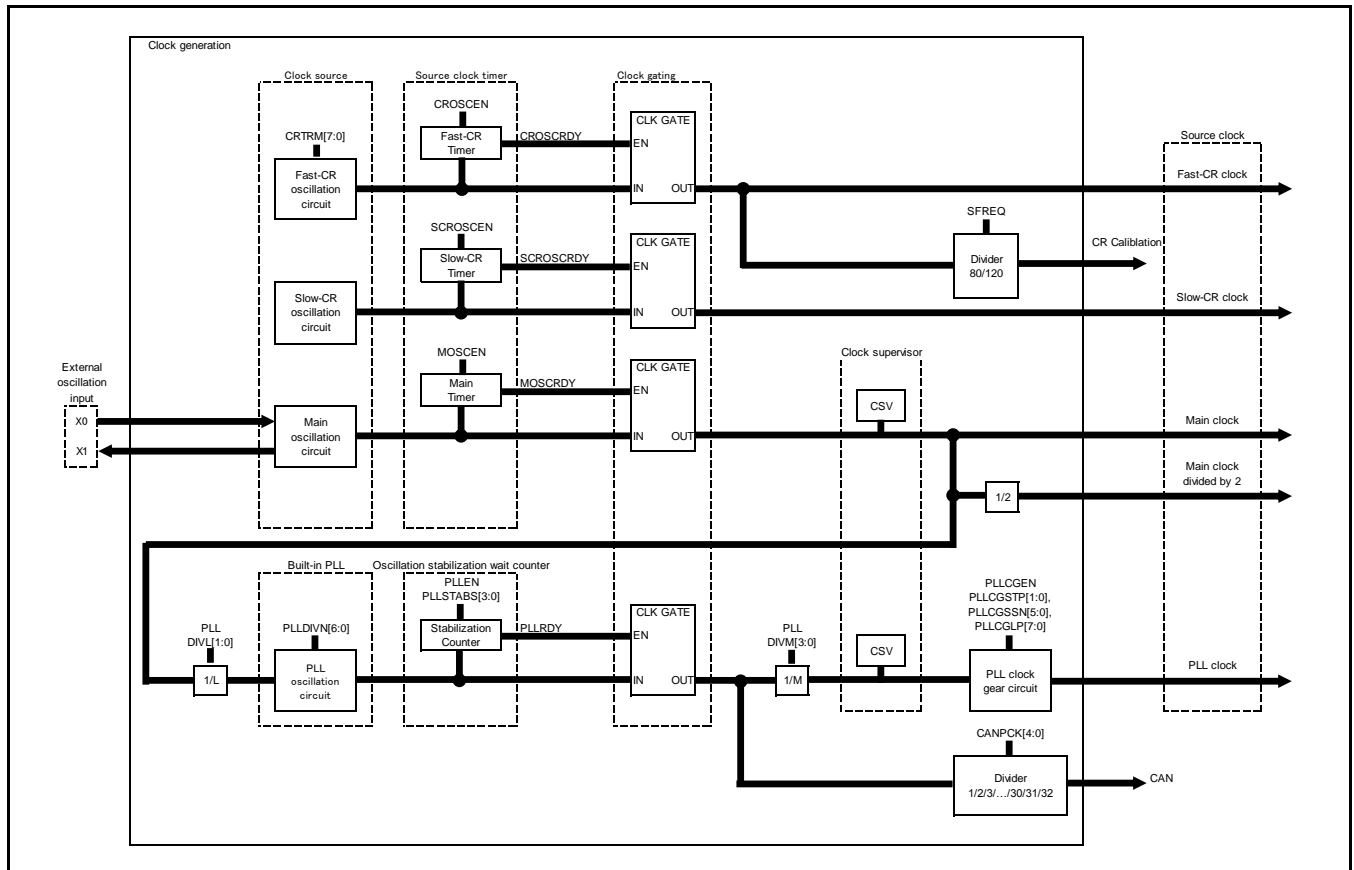 Clock generation
Clock source
Source clock timer
Clock gating
CROSCEN
CLK GATE
CRTRM[7:0]
Fast-CR
Timer
CROSCRDY
EN
Source clock
Fast-CR
oscillation
circuit
IN
OUT
Fast-CR clock
SFREQ
SCROSCEN
CLK GATE
CR Caliblation
Slow-CR
Timer
SCROSCRDY
EN
Divider
80/120
Slow-CR
oscillation
circuit
IN
OUT
Slow-CR clock
MOSCEN
Clock supervisor
External
oscillation
input
CLK GATE
Main
Timer
MOSCRDY
EN
CSV
X0
X1
Main
oscillation
circuit
IN
OUT
Main clock
Main clock
divided by 2
1/2
Built-in PLL
Oscillation stabilization wait counter
PLLEN
PLLSTABS[3:0]
PLLCGEN
PLLCGSTP[1:0],
PLLCGSSN[5:0],
PLLCGLP[7:0]
CLK GATE
PLL
DIVL[1:0]
PLLDIVN[6:0]
Stabilization
Counter
PLLRDY
EN
PLL
DIVM[3:0]
CSV
1/L
PLL
oscillation
circuit
IN
OUT
1/M
PLL clock
gear circuit
PLL clock
CANPCK[4:0]
Divider
1/2/3/…/30/31/32
CAN